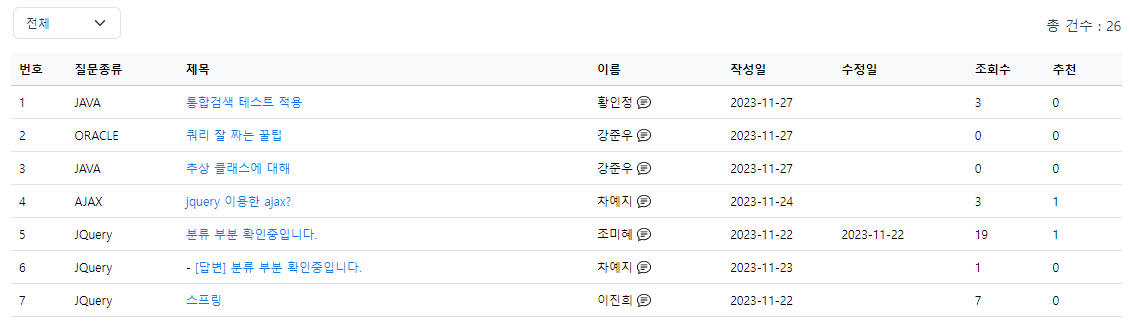 전체
총 건수 : 26
번호 질문종류 제목 이름 작성일 수정일 조회수 추천
1 JAVA 통합검색 테스트 적용 황인정 2023-11-27 3 0
2 ORACLE 쿼리 잘 짜는 꿀팁 강준우 2023-11-27 0 0
3 JAVA 추상 클래스에 대해 강준우 2023-11-27 0 0
4 AJAX jquery 이용한 ajax? 차예지 2023-11-24 3 1
5 JQuery 분류 부분 확인중입니다. 조미혜 2023-11-22 2023-11-22 19 1
6 JQuery - [답변] 분류 부분 확인중입니다. 차예지 2023-11-23 1 0
7 JQuery 스프링 이진희 2023-11-22 7 0